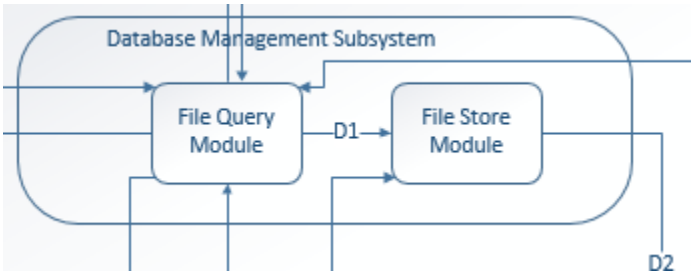 Database Management Subsystem
File Query
Module
D1
File Store
Module
D2